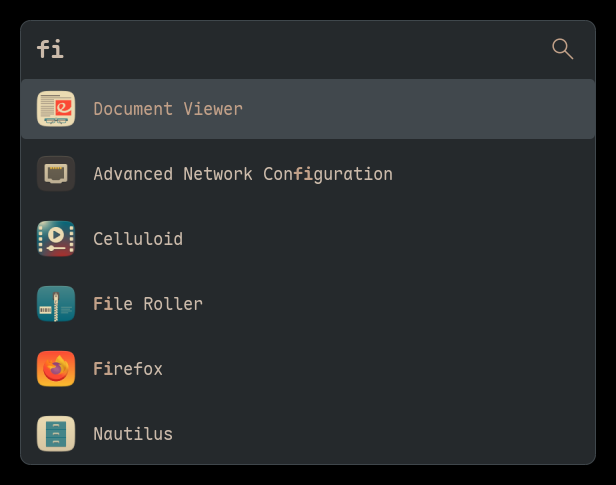 fi
Document Viewer
Advanced Network Configuration
Celluloid
File Roller
Firefox
Nautilus